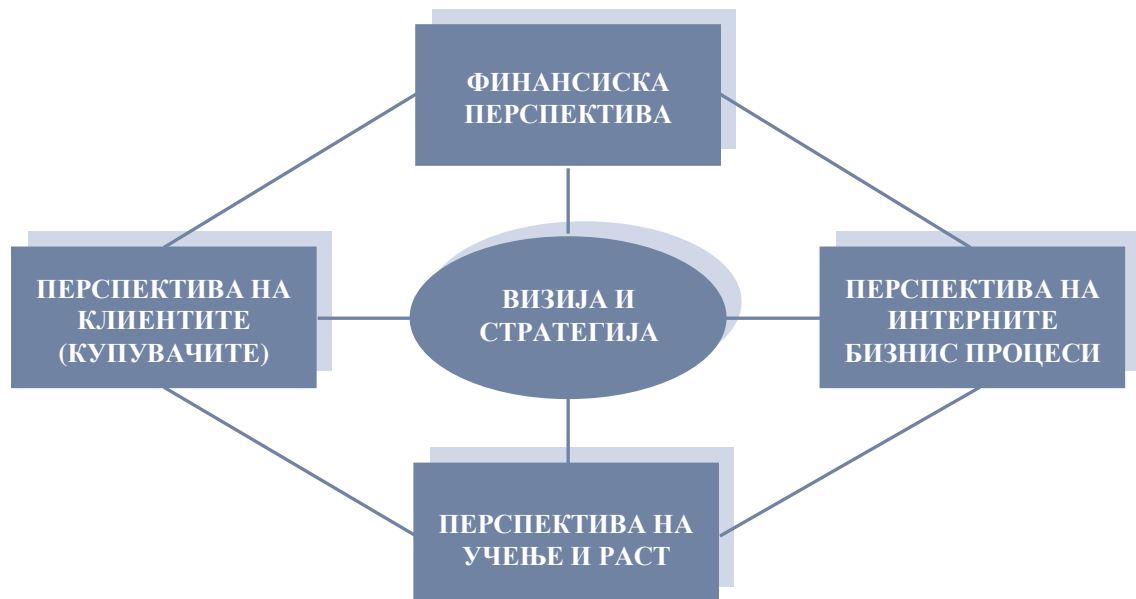 ФИНАНСИСКА
ПЕРСПЕКТИВА
ПЕРСПЕКТИВА НА
КЛИЕНТИТЕ
(КУПУВАЧИТЕ)
ВИЗИЈА И
СТРАТЕГИЈА
ПЕРСПЕКТИВА НА
ИНТЕРНИТЕ
БИЗНИС ПРОЦЕСИ
ПЕРСПЕКТИВА НА
УЧЕЊЕ И РАСТ